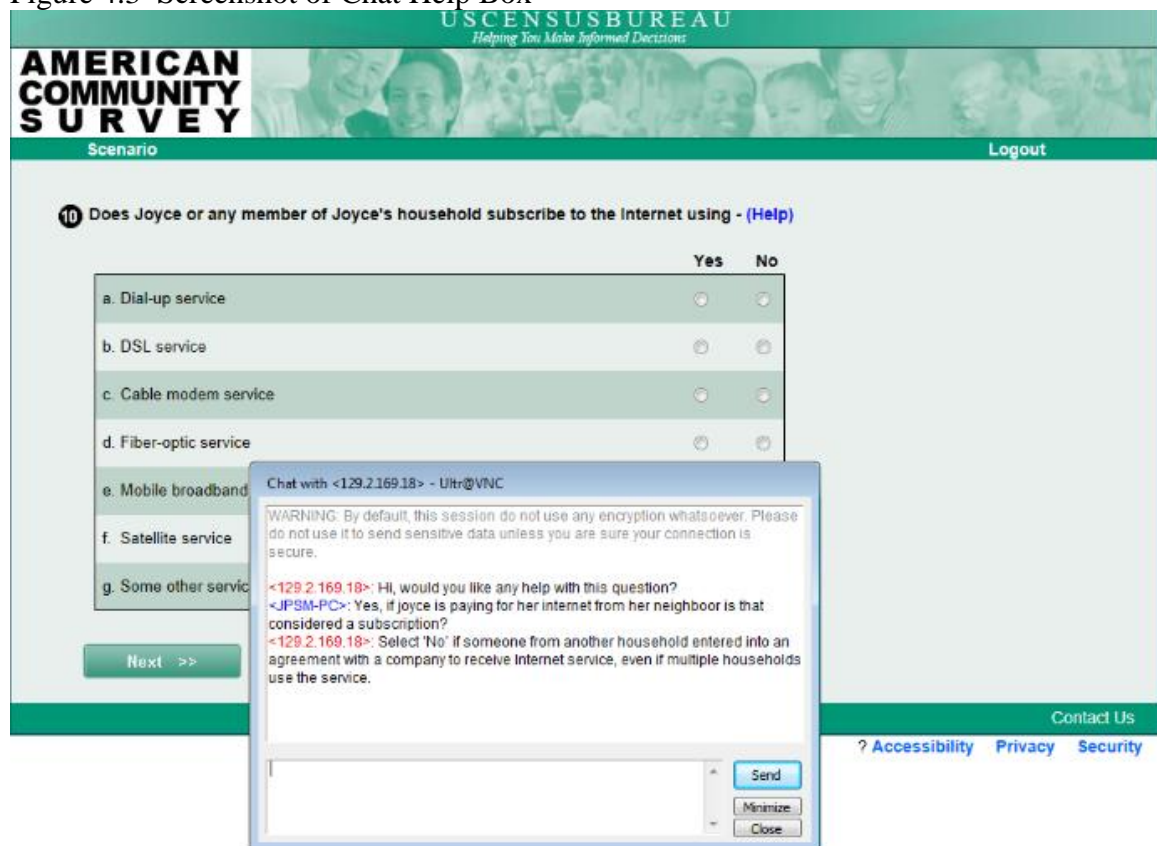 Figure 4.3 Screenshot of Chat Help Box
USCENSUSBUREAU
Helping You Make Informed Decisions
AMERICAN
COMMUNITY
SURVEY
Scenario Logout
10 Does Joyce or any member of Joyce's household subscribe to the Internet using - (Help)
Yes No
a. Dial-up service
b. DSL service
c. Cable modem service
d. Fiber-optic service
e. Mobile broadband
f. Satellite service
g. Some other servic
Chat with <129.2.169.18> - Ultr@VNC
WARNING: By default, this session do not use any encryption whatsoever. Please
do not use it to send sensitive data unless you are sure your connection is
secure.
<129.2.169.18>: Hi, would you like any help with this question?
<JPSM-PC>: Yes, if joyce is paying for her internet from her neighboor is that
considered a subscription?
<129.2.169.18>: Select 'No' if someone from another household entered into an
agreement with a company to receive Internet service, even if multiple households
use the service.
Next >>
Contact Us
? Accessibility Privacy Security
Send
Minimize
Close